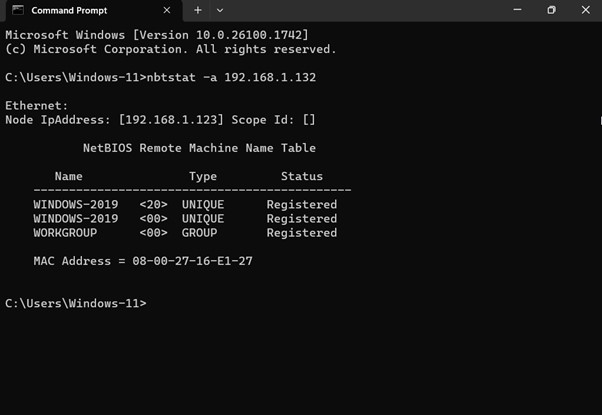 Command Prompt
Microsoft Windows [Version 10.0.26100.1742]
(c) Microsoft Corporation. All rights reserved.
C:\Users\Windows-11>nbtstat -a 192.168.1.132
Ethernet:
Node IpAddress: [192.168.1.123] Scope Id: []
NetBIOS Remote Machine Name Table
Name Type Status
---------------------------------------------
WINDOWS-2019 <20> UNIQUE Registered
WINDOWS-2019 <00> UNIQUE Registered
WORKGROUP <00> GROUP Registered
MAC Address = 08-00-27-16-E1-27
C:\Users\Windows-11>